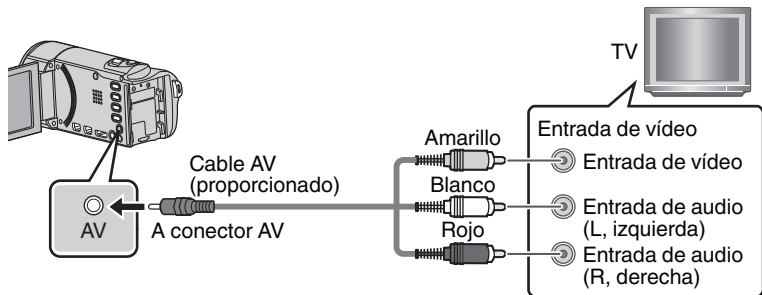 TV
Entrada de vídeo
Amarillo
Entrada de vídeo
Cable AV
(proporcionado)
Blanco
Entrada de audio
(L, izquierda)
AV
A conector AV
Rojo
Entrada de audio
(R, derecha)